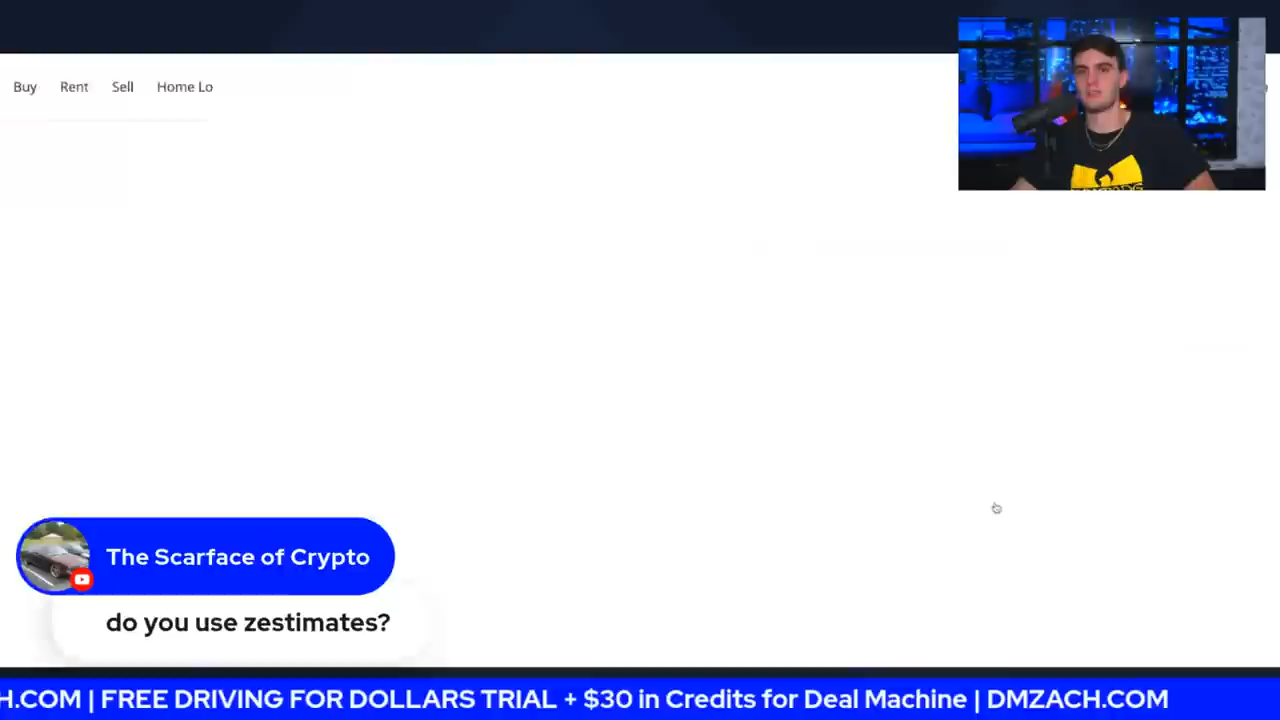 Buy Rent Sell Home Lo
The Scarface of Crypto
do you use zestimates?
H.COM | FREE DRIVING FOR DOLLARS TRIAL + $30 in Credits for Deal Machine | DMZACH.COM